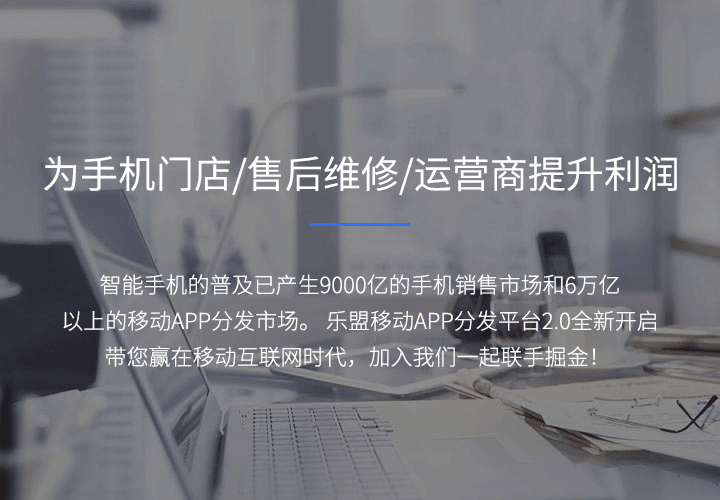 为手机门店/售后维修/运营商提升利润
智能手机的普及已产生9000亿的手机销售市场和6万亿
以上的移动APP分发市场。 乐盟移动APP分发平台2.0全新开启
带您赢在移动互联网时代，加入我们一起联手掘金！